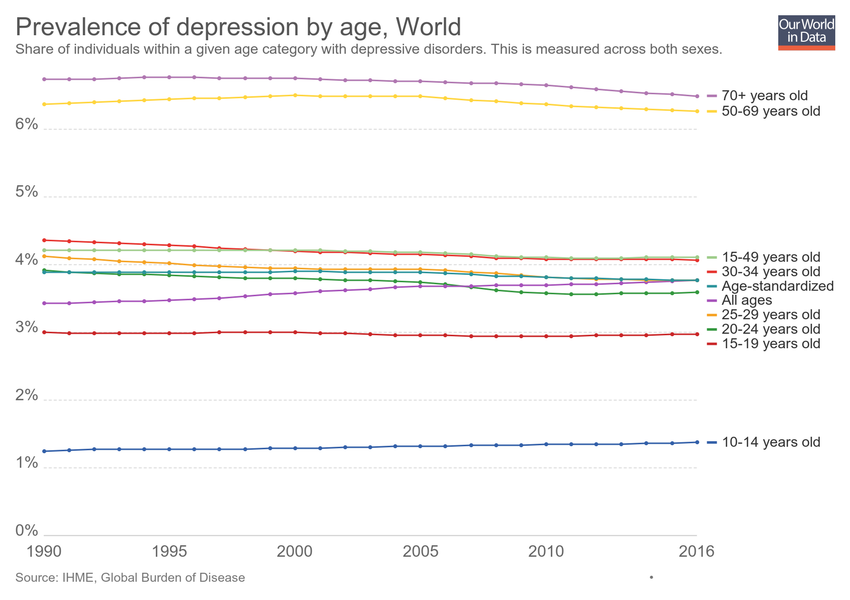 Prevalence of depression by age, World
Our World
in Data
Share of individuals within a given age category with depressive disorders. This is measured across both sexes.
70+ years old
50-69 years old
6%
5%
15-49 years old
4%
30-34 years old
Age-standardized
All ages
25-29 years old
3%
20-24 years old
15-19 years old
2%
10-14 years old
1%
0%
1990 1995 2000 2005 2010 2016
Source: IHME, Global Burden of Disease